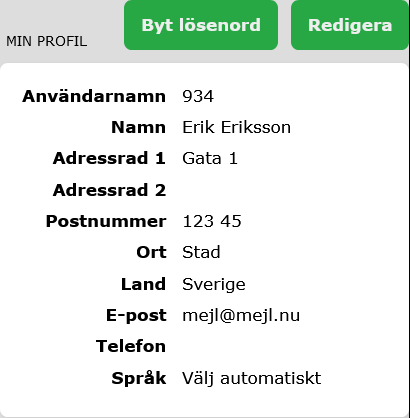 MIN PROFIL Byt lösenord Redigera
Användarnamn 934
Namn Erik Eriksson
Adressrad 1 Gata 1
Adressrad 2
Postnummer 123 45
Ort Stad
Land Sverige
E-post mejl@mejl.nu
Telefon
Språk Välj automatiskt